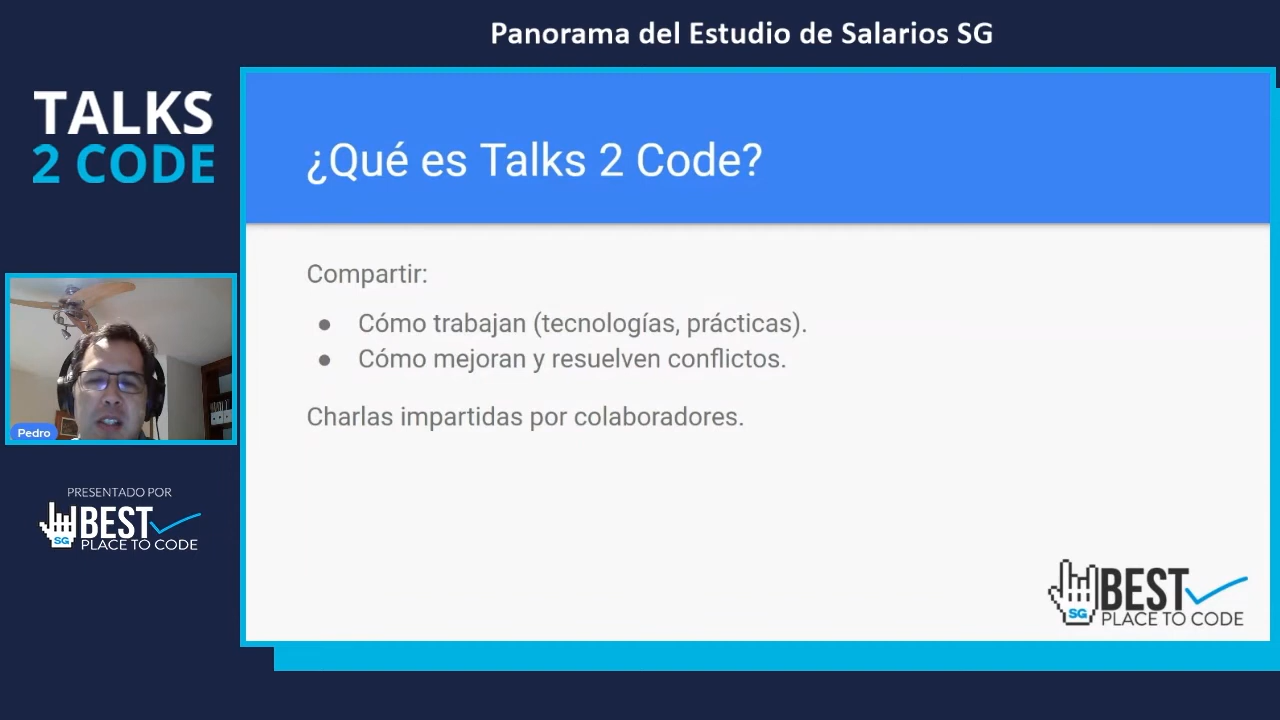 Panorama del Estudio de Salarios SG
TALKS
2 CODE
¿Qué es Talks 2 Code?
Compartir:
● Cómo trabajan (tecnologías, prácticas).
● Cómo mejoran y resuelven conflictos.
Charlas impartidas por colaboradores.
Pedro
PRESENTADO POR
SG BEST
PLACE TO CODE
SG BEST
PLACE TO CODE